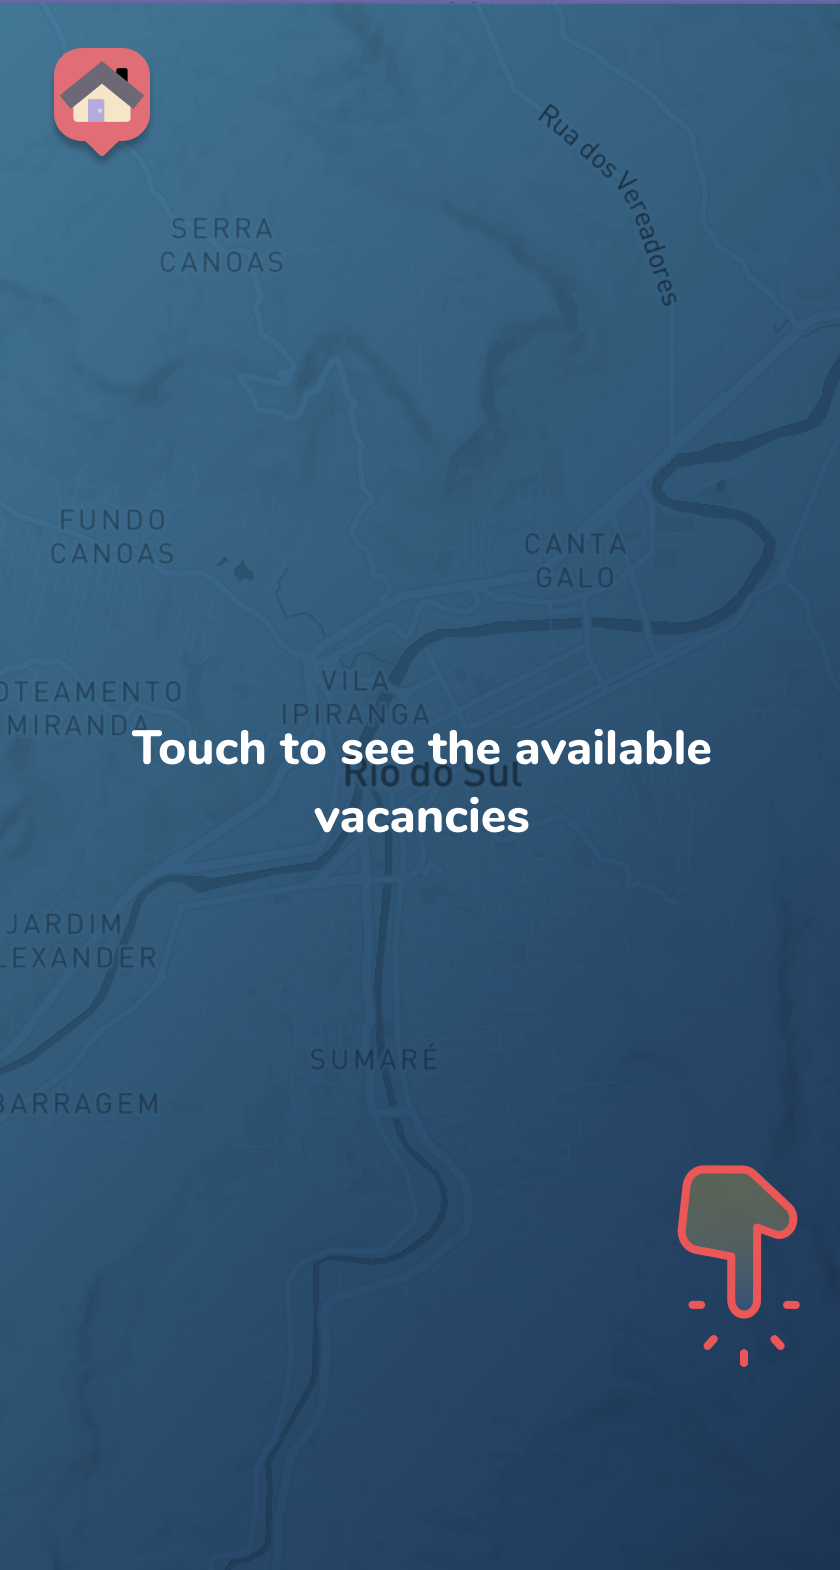 Rua dos Vereadores
SERRA
CANOAS
FUNDO
CANOAS
CANTA
GALO
VILA
IPIRANGA
OTEAMENTO
MIRANDA
Touch to see the available
Rio do Sul
vacancies
JARDIM
LEXANDER
SUMARÉ
BARRAGEM